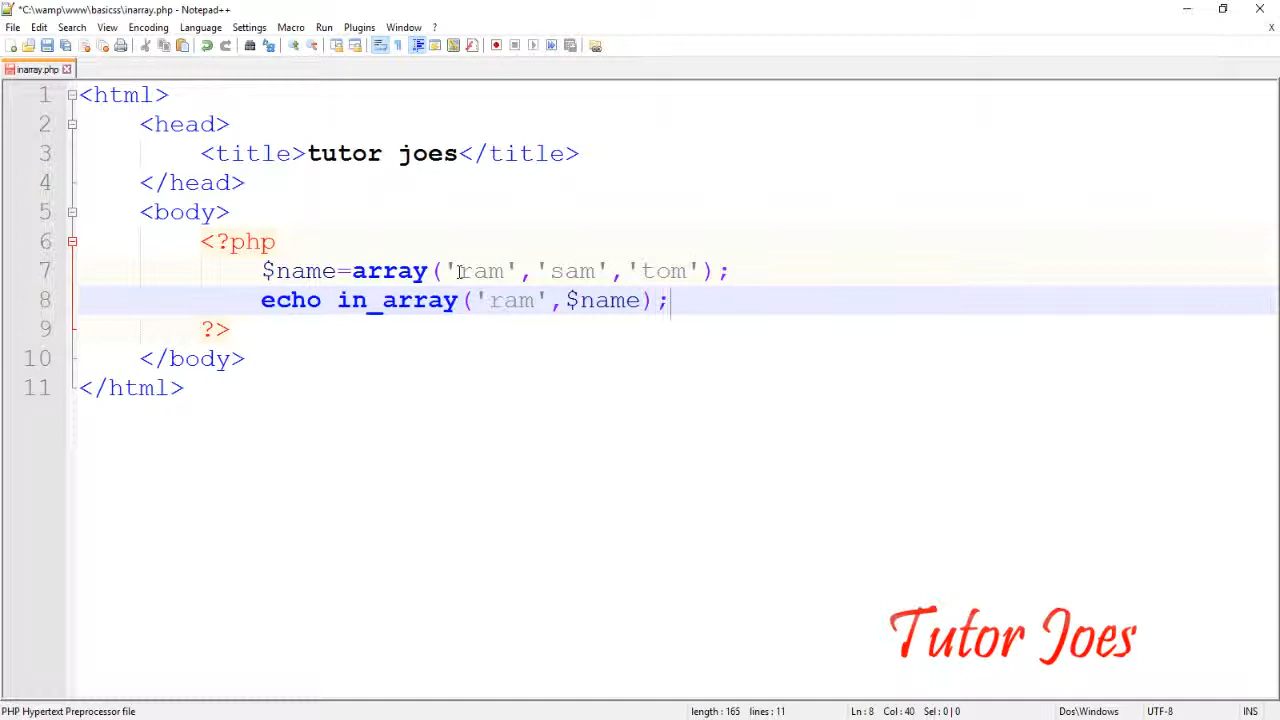 *C:\wamp\www\basicss\inarray.php - Notepad++
File Edit Search View Encoding Language Settings Macro Run Plugins Window ?
X
inarray.php
1 <html>
2 <head>
3 <title>tutor joes</title>
4 </head>
5 <body>
6 <?php
7 $name=array('ram','sam','tom');
8 echo in_array('ram',$name);
9 ?>
10 </body>
11 </html>
Tutor Joes
PHP Hypertext Preprocessor file length : 165 lines : 11 Ln : 8 Col : 40 Sel : 0 | 0 Dos\Windows UTF-8 INS